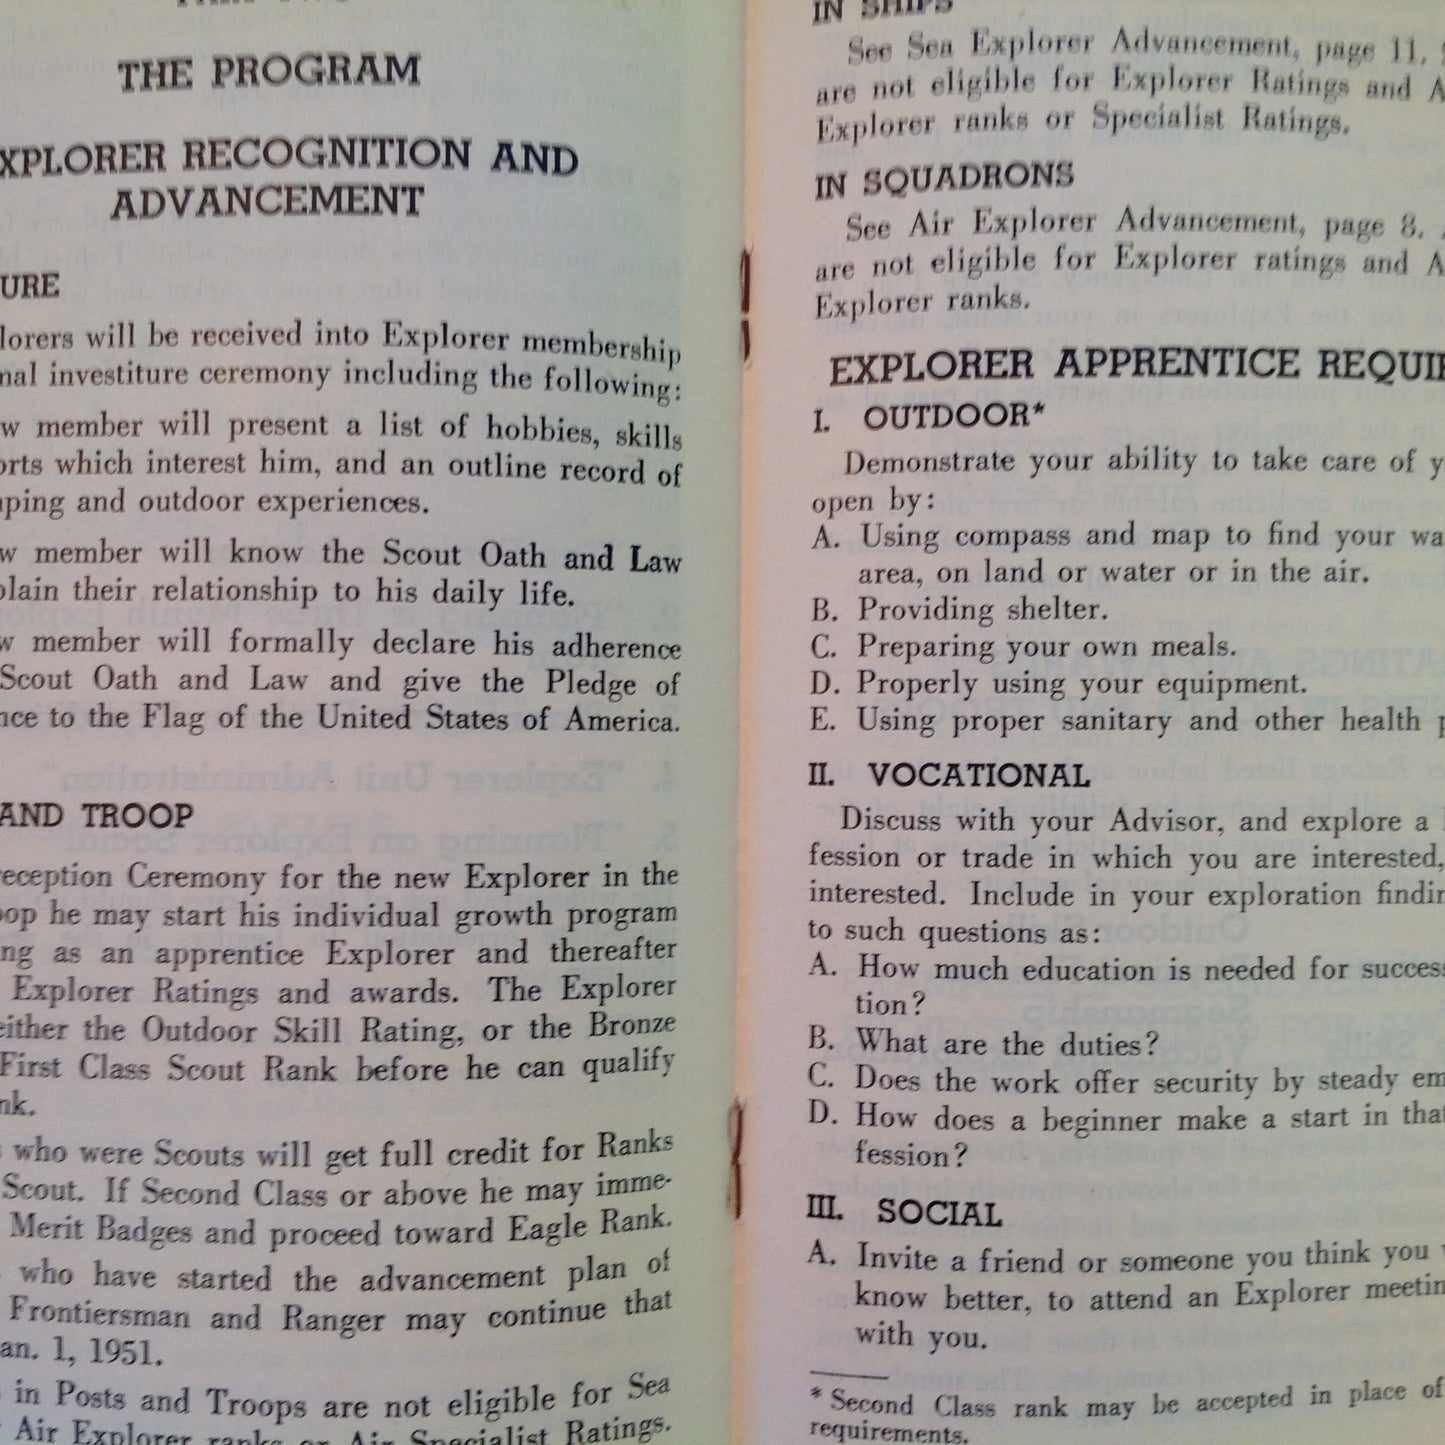 THE PROGRAM
XPLORER RECOGNITION AND
ADVANCEMENT
URE
lorers will be received into Explorer membership
nal investiture ceremony including the following:
w member will present a list of hobbies, skills
orts which interest him, and an outline record of
ping and outdoor experiences.
w member will know the Scout Oath and Law
plain their relationship to his daily life.
w member will formally declare his adherence
Scout Oath and Law and give the Pledge of
nce to the Flag of the United States of America.
AND TROOP
reception Ceremony for the new Explorer in the
oop he may start his individual growth program
ng as an apprentice Explorer and thereafter
Explorer Ratings and awards. The Explorer
either the Outdoor Skill Rating, or the Bronze
First Class Scout Rank before he can qualify
nk.
who were Scouts will get full credit for Ranks
Scout. If Second Class or above he may imme-
Merit Badges and proceed toward Eagle Rank.
who have started the advancement plan of
Frontiersman and Ranger may continue that
an. 1, 1951.
in Posts and Troops are not eligible for Sea
Air Explorer ranks or Air Specialist Ratings.
IN SHIPS
See Sea Explorer Advancement, page 11.
are not eligible for Explorer Ratings and A
Explorer ranks or Specialist Ratings.
IN SQUADRONS
See Air Explorer Advancement, page 8.
are not eligible for Explorer ratings and A
Explorer ranks.
EXPLORER APPRENTICE REQUIR
I. OUTDOOR*
Demonstrate your ability to take care of y
open by:
A. Using compass and map to find your wa
area, on land or water or in the air.
B. Providing shelter.
C. Preparing your own meals.
D. Properly using your equipment.
E. Using proper sanitary and other health p
II. VOCATIONAL
Discuss with your Advisor, and explore a
fession or trade in which you are interested,
interested. Include in your exploration findin
to such questions as:
A. How much education is needed for success
tion?
B. What are the duties?
C. Does the work offer security by steady em
D. How does a beginner make a start in that
fession?
III. SOCIAL
A. Invite a friend or someone you think you
know better, to attend an Explorer meetin
with you.
* Second Class rank may be accepted in place of
requirements.